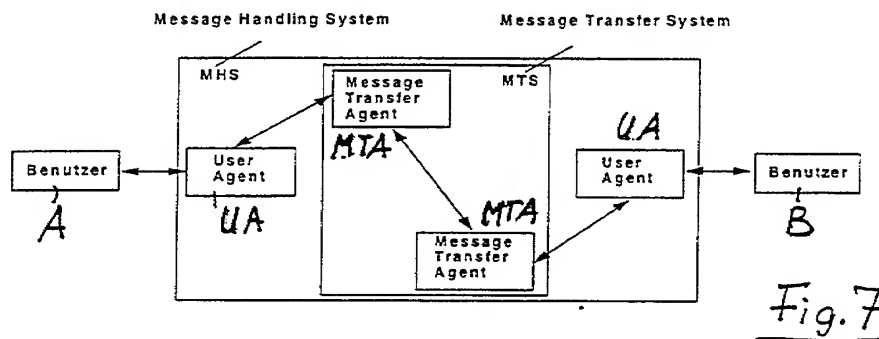 Message Handling System
Message Transfer System
MHS
MTS
Message
Transfer
Agent
MTA
UA
Benutzer
A
User
Agent
UA
User
Agent
Benutzer
B
MTA
Message
Transfer
Agent
Fig. 7